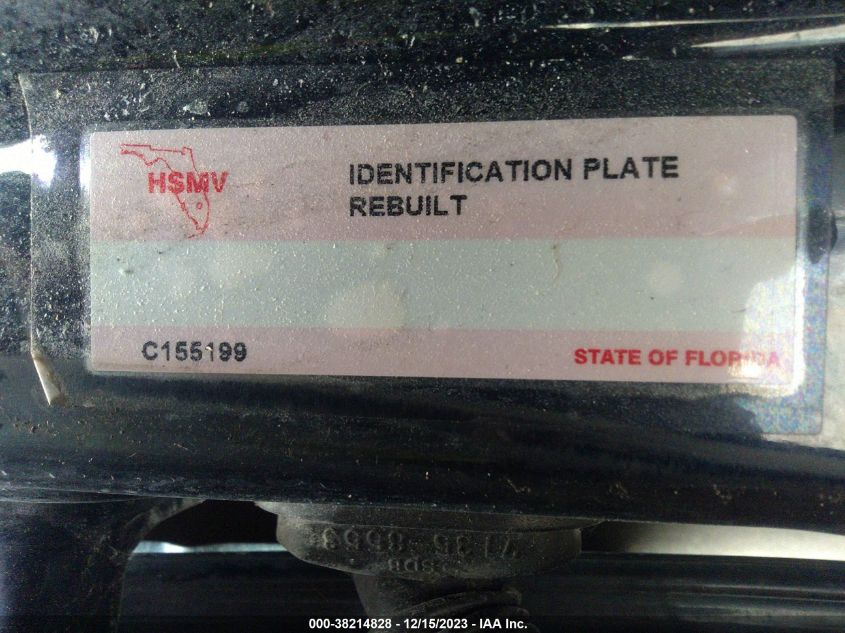 HSMV
IDENTIFICATION PLATE
REBUILT
C155199
STATE OF FLORIDA
000-38214828 - 12/15/2023 - IAA Inc.